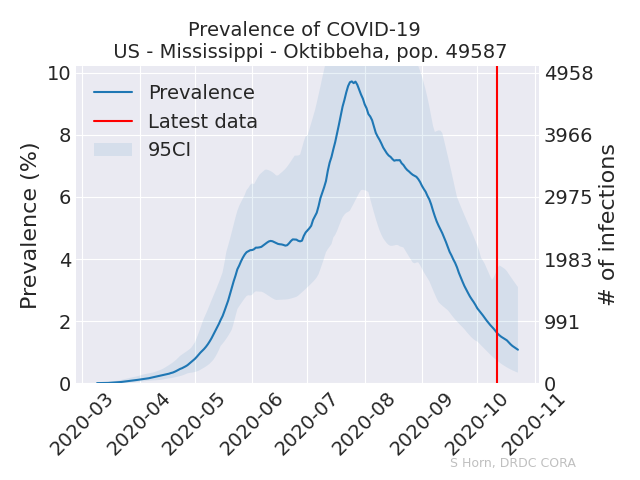 Prevalence of COVID-19
US - Mississippi - Oktibbeha, pop. 49587
Prevalence (%)
10
8
6
4
2
0
Prevalence
Latest data
95CI
4958
3966
2975
1983
991
0
# of infections
2020-03
2020-04
2020-05
2020-06
2020-07
2020-08
2020-09
2020-10
2020-11
S Horn, DRDC CORA